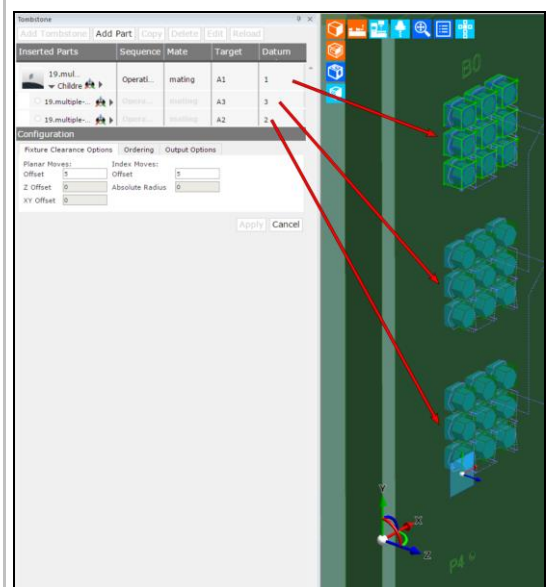 Tombstone
Add Tombstone Add Part Copy Delete Edit Reload
Inserted Parts Sequence Mate Target Datum
19.mul...
Childre
Operati... mating A1 1
19.multiple-... Opera... mating A3 3
19.multiple-... Opera... mating A2 2
Configuration
Fixture Clearance Options Ordering Output Options
Planar Moves: Index Moves:
Offset 5 Offset 5
Z Offset 0 Absolute Radius 0
XY Offset 0
Apply Cancel
B0
Y
X
Z